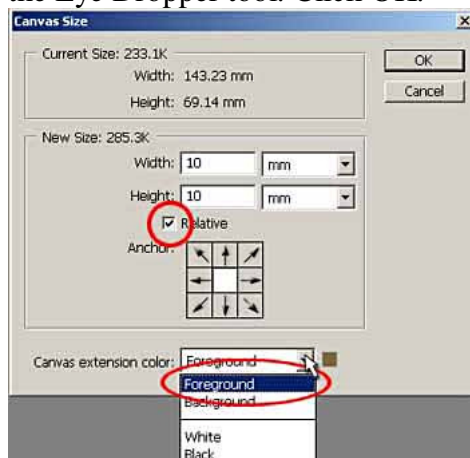 the Eye Dropper tool. Click OK.
Canvas Size
Current Size: 233.1K
OK
Width: 143.23 mm
Cancel
Height: 69.14 mm
New Size: 285.3K
Width: 10 mm
Height: 10 mm
Relative
Anchor:
Canvas extension color: Foreground
Foreground
Background
White
Black